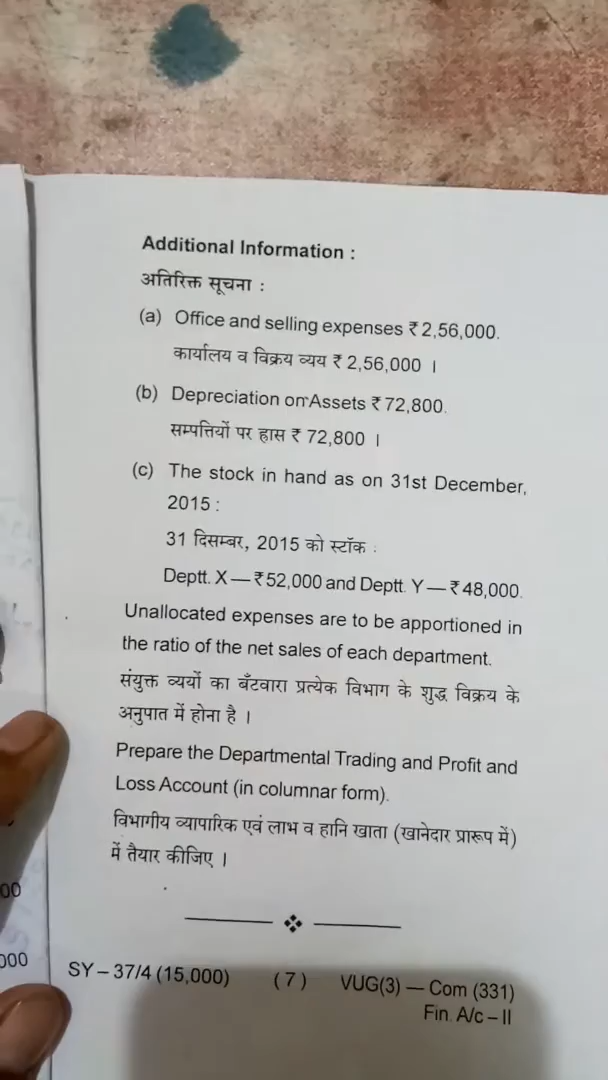 Additional Information :
अतिरिक्त सूचना :
(a) Office and selling expenses ₹ 2,56,000.
कार्यालय व विक्रय व्यय ₹ 2,56,000 ।
(b) Depreciation on Assets ₹ 72,800.
सम्पत्तियों पर ह्रास ₹ 72,800 ।
(c) The stock in hand as on 31st December,
2015 :
31 दिसम्बर, 2015 को स्टॉक :
Deptt. X — ₹ 52,000 and Deptt. Y — ₹ 48,000.
Unallocated expenses are to be apportioned in
the ratio of the net sales of each department.
संयुक्त व्ययों का बँटवारा प्रत्येक विभाग के शुद्ध विक्रय के
अनुपात में होना है ।
Prepare the Departmental Trading and Profit and
Loss Account (in columnar form).
विभागीय व्यापारिक एवं लाभ व हानि खाता (खानेदार प्रारूप में)
में तैयार कीजिए ।
00
000
SY – 37/4 (15,000) ( 7 ) VUG(3) — Com (331)
Fin. A/c – II